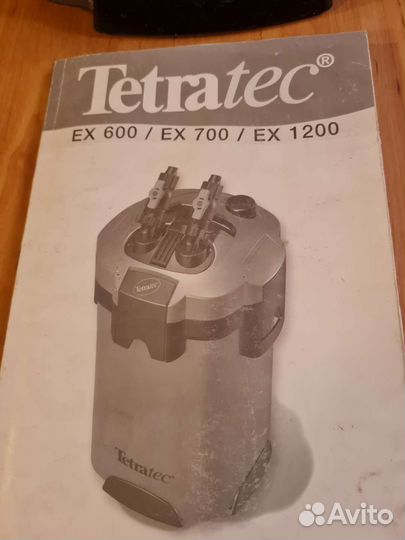 Tetratec®
EX 600 / EX 700 / EX 1200
Tetratec
Tetratec®
Avito